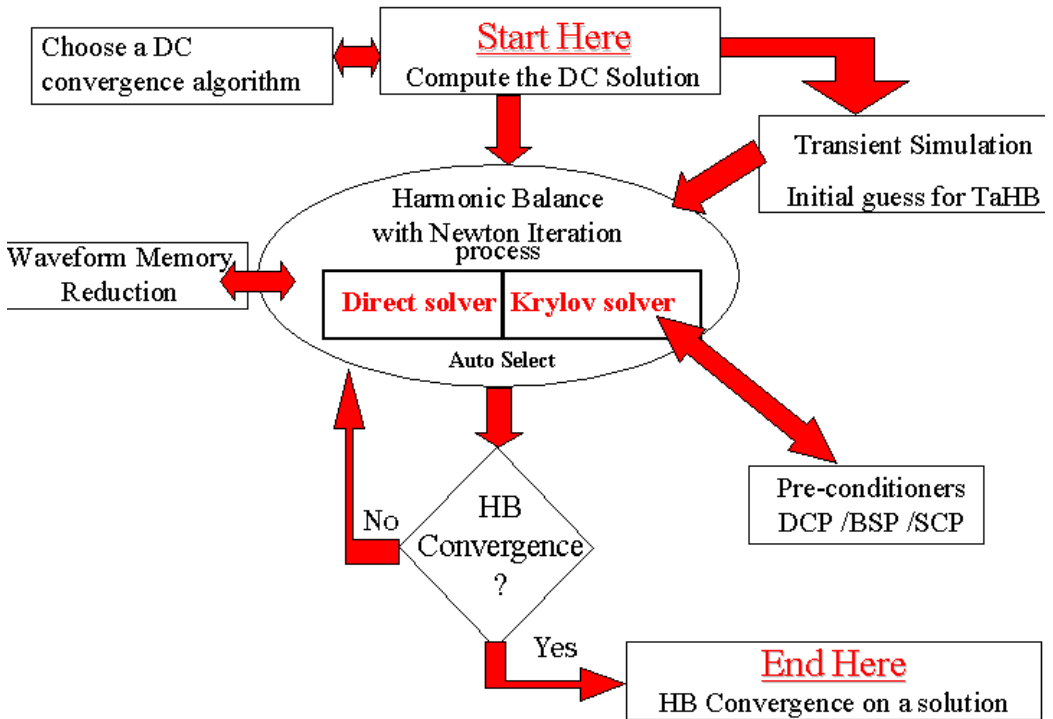 Choose a DC
convergence algorithm
Start Here
Compute the DC Solution
Transient Simulation
Initial guess for TaHB
Harmonic Balance
with Newton Iteration
process
Waveform Memory
Reduction
Direct solver
Krylov solver
Auto Select
Pre-conditioners
DCP /BSP /SCP
No
HB
Convergence
?
Yes
End Here
HB Convergence on a solution